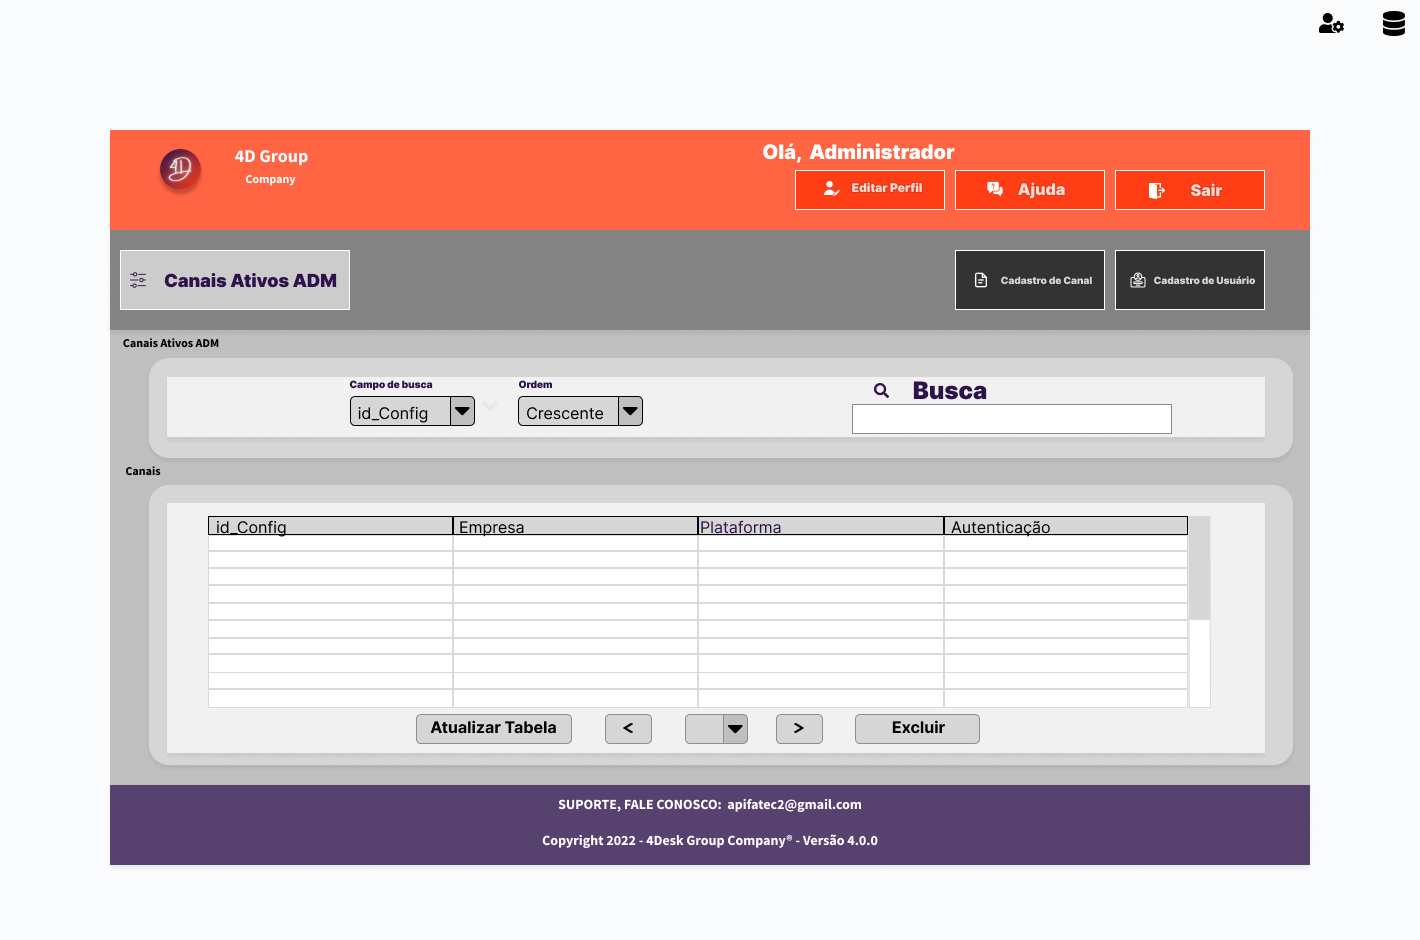 4D
4D Group
Company
Olá, Administrador
Editar Perfil
Ajuda
Sair
Canais Ativos ADM
Cadastro de Canal
Cadastro de Usuário
Canais Ativos ADM
Campo de busca
Ordem
Busca
id_Config
Crescente
Canais
id_Config
Empresa
Plataforma
Autenticação
Atualizar Tabela
<
>
Excluir
SUPORTE, FALE CONOSCO: apifatec2@gmail.com
Copyright 2022 - 4Desk Group Company® - Versão 4.0.0